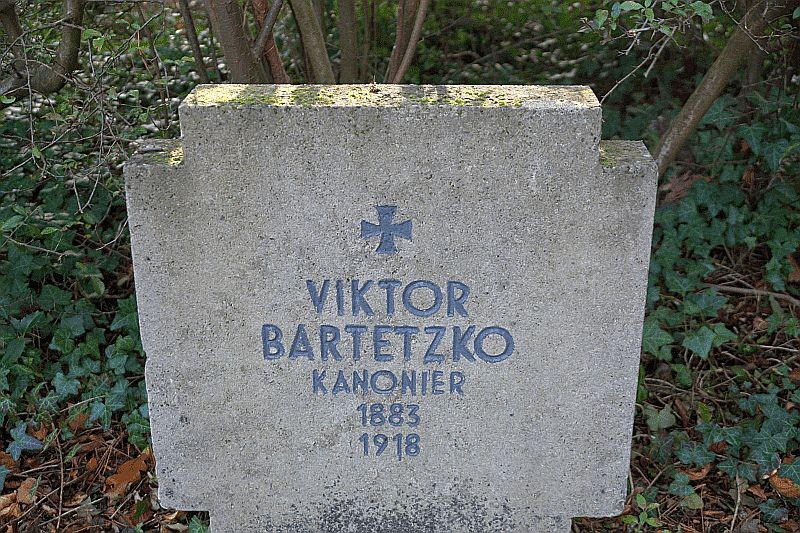 VIKTOR
BARTETZKO
KANONIER
1883
1918